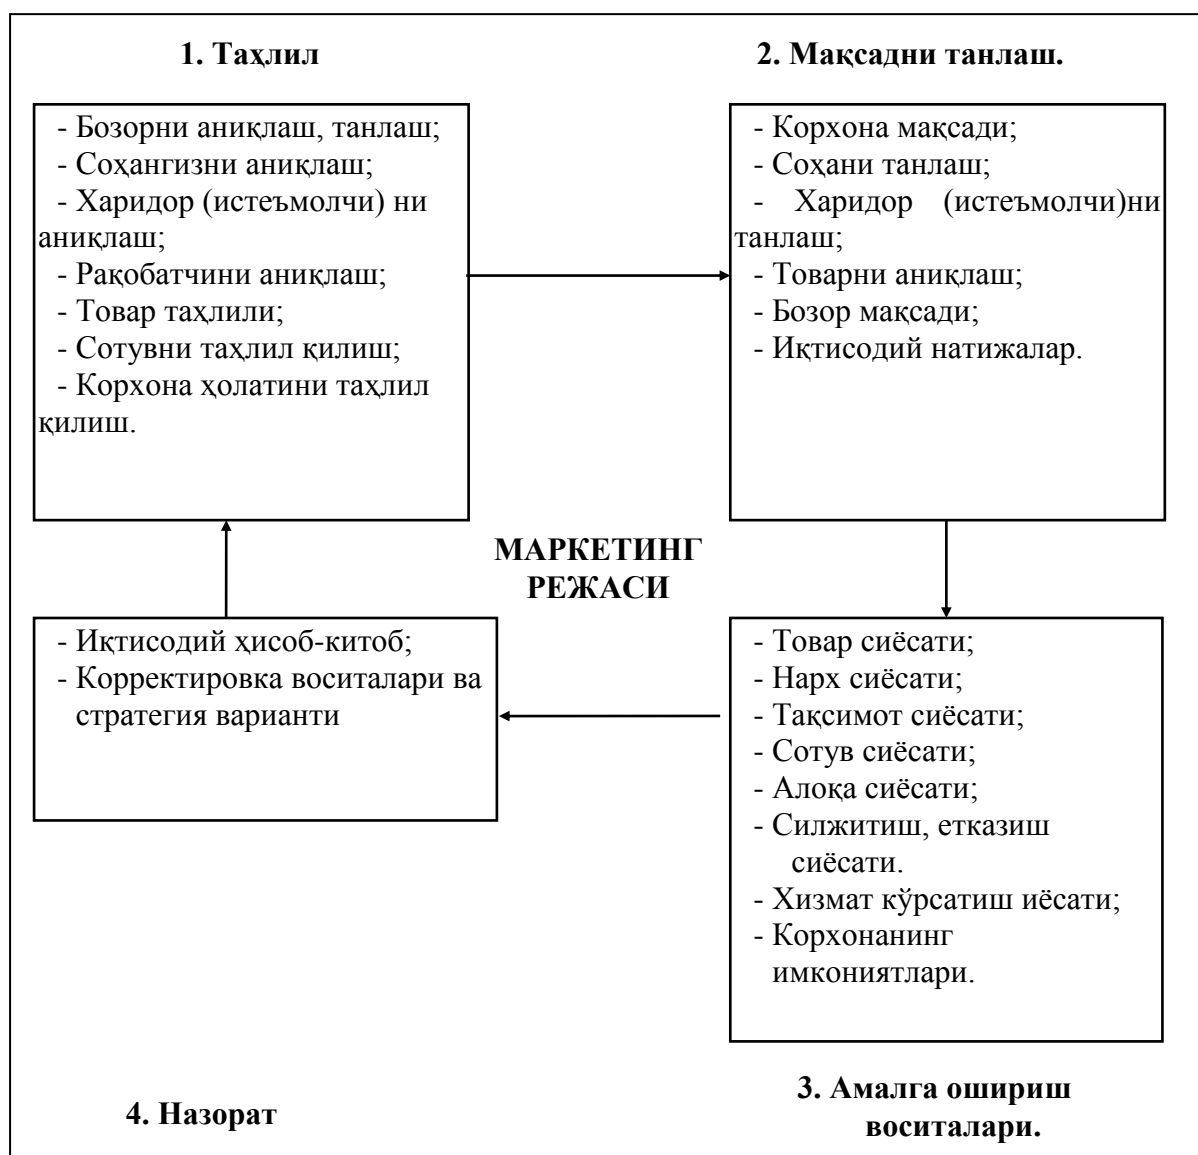 1. Таҳлил
2. Мақсадни танлаш.
- Бозорни аниқлаш, танлаш;
- Соҳангизни аниқлаш;
- Харидор (истеъмолчи) ни
аниқлаш;
- Рақобатчини аниқлаш;
- Товар таҳлили;
- Сотувни таҳлил қилиш;
- Корхона ҳолатини таҳлил
қилиш.
- Корхона мақсади;
- Соҳани танлаш;
- Харидор (истеъмолчи)ни
танлаш;
- Товарни аниқлаш;
- Бозор мақсади;
- Иқтисодий натижалар.
МАРКЕТИНГ
РЕЖАСИ
- Иқтисодий ҳисоб-китоб;
- Корректировка воситалари ва
стратегия варианти
- Товар сиёсати;
- Нарх сиёсати;
- Тақсимот сиёсати;
- Сотув сиёсати;
- Алоқа сиёсати;
- Силжитиш, етказиш
сиёсати.
- Хизмат кўрсатиш иёсати;
- Корхонанинг
имкониятлари.
4. Назорат
3. Амалга ошириш
воситалари.